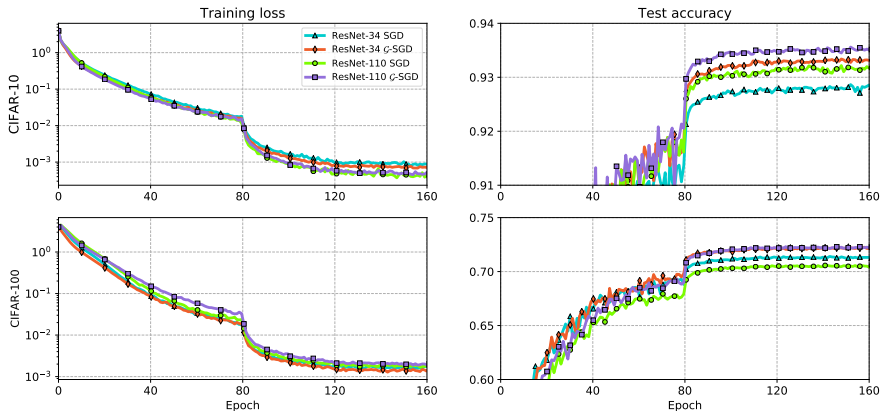 Training loss
Test accuracy
CIFAR-10
10⁰
10⁻¹
10⁻²
10⁻³
0 40 80 120 160
ResNet-34 SGD
ResNet-34 𝒢-SGD
ResNet-110 SGD
ResNet-110 𝒢-SGD
0.94
0.93
0.92
0.91
0 40 80 120 160
CIFAR-100
10⁰
10⁻¹
10⁻²
10⁻³
0 40 80 120 160
Epoch
0.75
0.70
0.65
0.60
0 40 80 120 160
Epoch